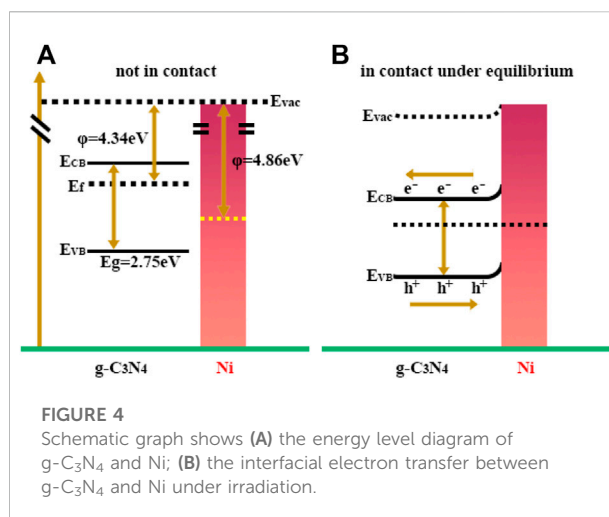 A
not in contact
Evac
φ=4.34eV
φ=4.86eV
ECB
Ef
EVB
Eg=2.75eV
g-C3N4
Ni
B
in contact under equilibrium
Evac
e⁻ e⁻ e⁻
ECB
EVB
h⁺ h⁺ h⁺
g-C3N4
Ni
FIGURE 4
Schematic graph shows (A) the energy level diagram of
g-C₃N₄ and Ni; (B) the interfacial electron transfer between
g-C₃N₄ and Ni under irradiation.